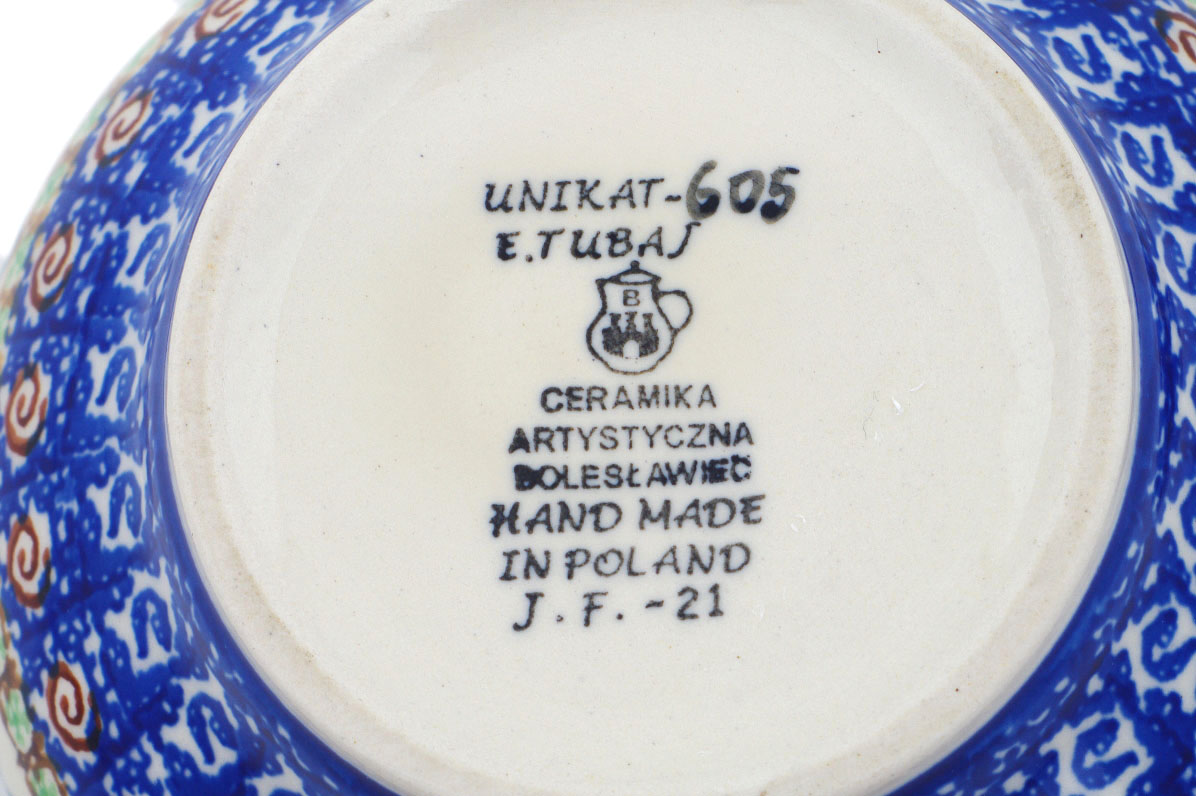 UNIKAT-605
E.TUBAJ
B
CERAMIKA
ARTYSTYCZNA
BOLESŁAWIEC
HAND MADE
IN POLAND
J.F.-21